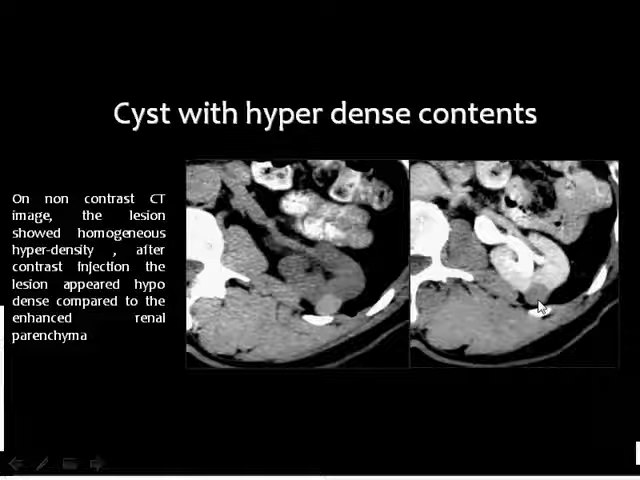 Cyst with hyper dense contents
On non contrast CT
image, the lesion
showed homogeneous
hyper-density , after
contrast injection the
lesion appeared hypo
dense compared to the
enhanced renal
parenchyma